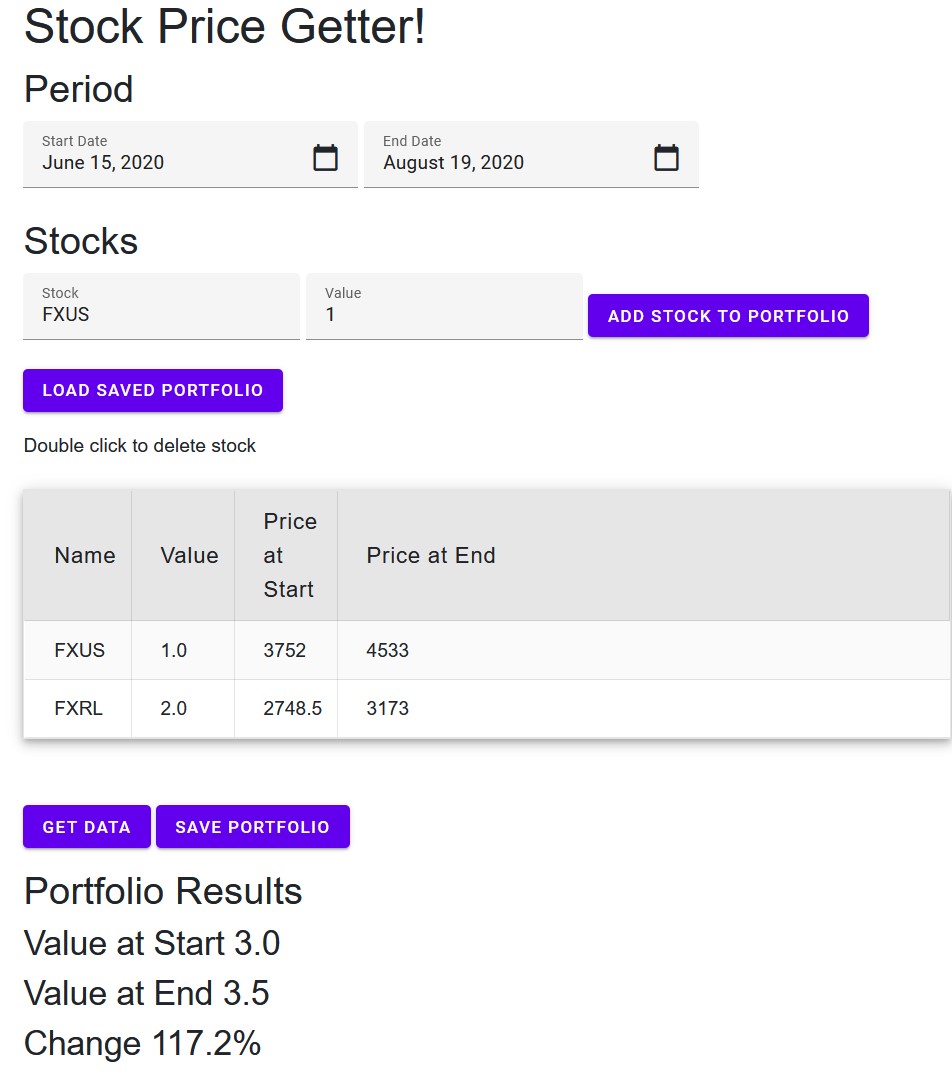 Stock Price Getter!
Period
Start Date
June 15, 2020
End Date
August 19, 2020
Stocks
Stock
FXUS
Value
1
ADD STOCK TO PORTFOLIO
LOAD SAVED PORTFOLIO
Double click to delete stock
Name Value Price at Start Price at End
FXUS 1.0 3752 4533
FXRL 2.0 2748.5 3173
GET DATA SAVE PORTFOLIO
Portfolio Results
Value at Start 3.0
Value at End 3.5
Change 117.2%